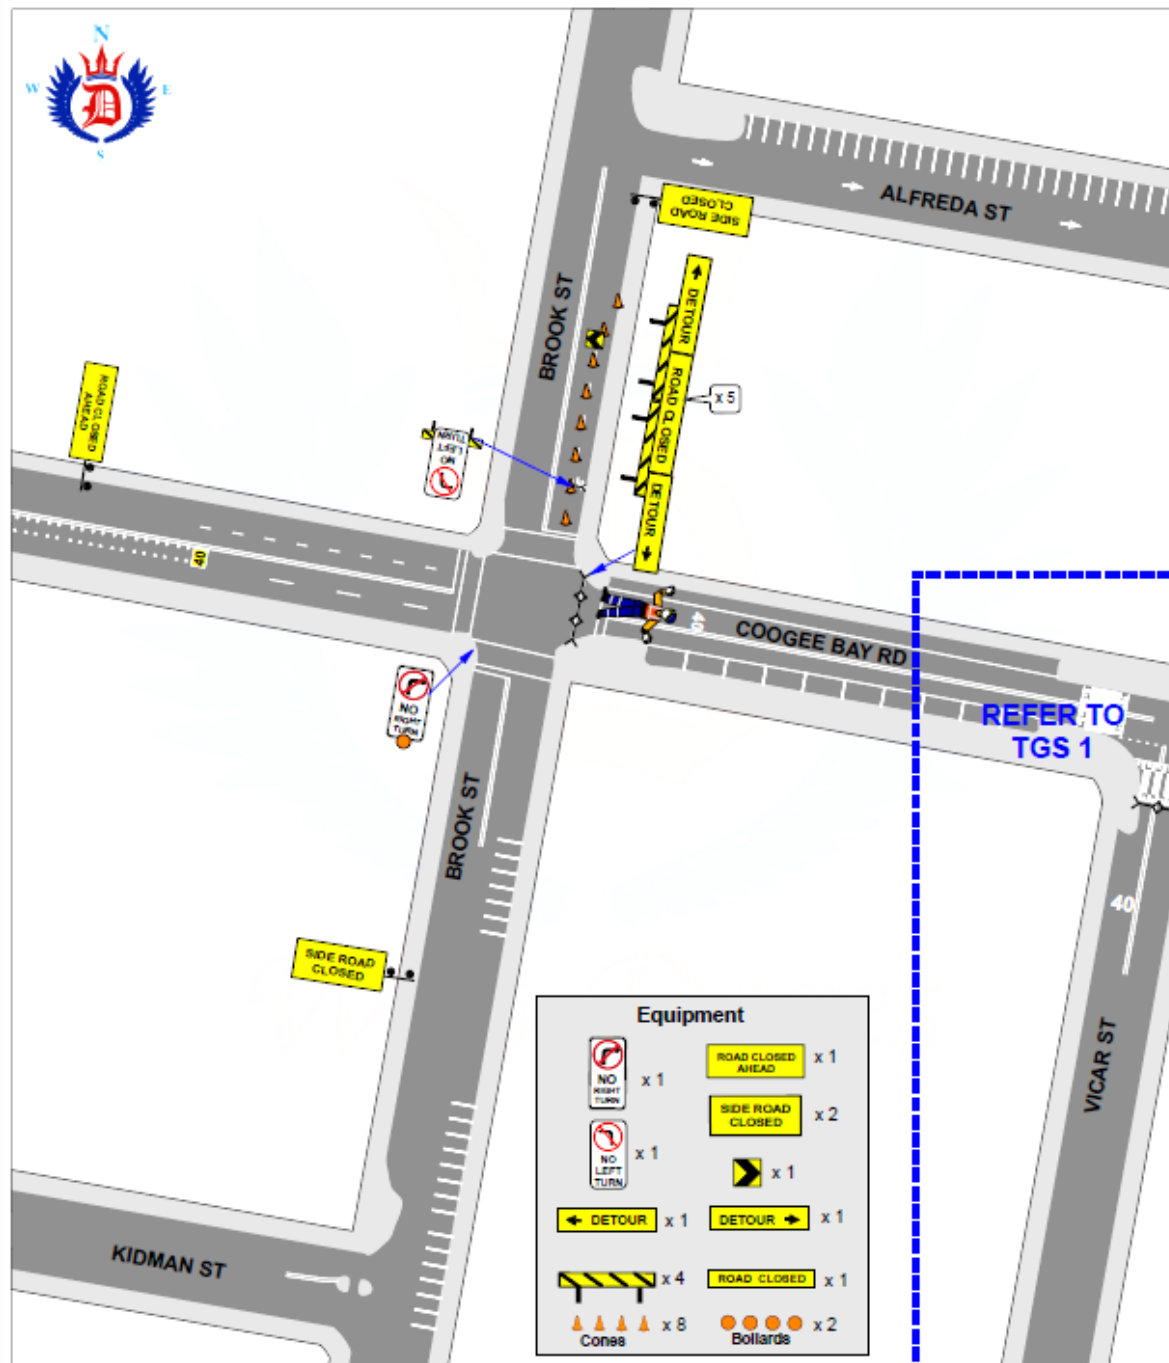 N
W
E
D
S
ALFREDA ST
SIDE ROAD
CLOSED
BROOK ST
DETOUR
ROAD CLOSED
DETOUR
x 5
ROAD CLOSED
AHEAD
NO
LEFT
TURN
40
40
COOGEE BAY RD
NO
RIGHT
TURN
REFER TO
TGS 1
BROOK ST
40
SIDE ROAD
CLOSED
VICAR ST
KIDMAN ST
Equipment
NO
RIGHT
TURN
x 1
ROAD CLOSED
AHEAD
x 1
NO
LEFT
TURN
x 1
SIDE ROAD
CLOSED
x 2
x 1
DETOUR
x 1
DETOUR
x 1
x 4
ROAD CLOSED
x 1
Cones
x 8
Bollards
x 2